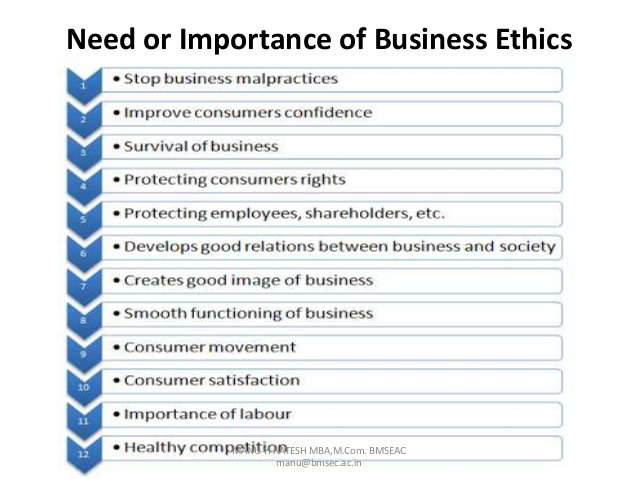 Need or Importance of Business Ethics
1 • Stop business malpractices
2 • Improve consumers confidence
3 • Survival of business
4 • Protecting consumers rights
5 • Protecting employees, shareholders, etc.
6 • Develops good relations between business and society
7 • Creates good image of business
8 • Smooth functioning of business
9 • Consumer movement
10 • Consumer satisfaction
11 • Importance of labour
12 • Healthy competition
MBA,M.Com. BMSEAC
manu@bmsec.ac.in